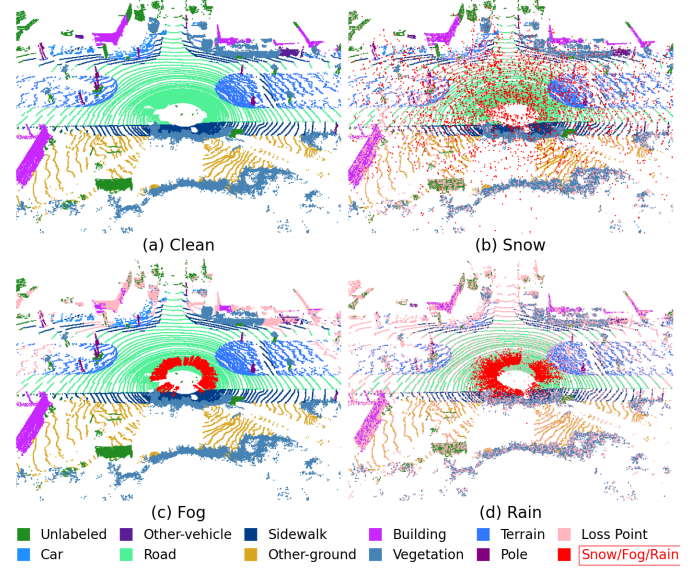 (a) Clean
(b) Snow
(c) Fog
(d) Rain
Unlabeled Other-vehicle Sidewalk Building Terrain Loss Point
Car Road Other-ground Vegetation Pole Snow/Fog/Rain